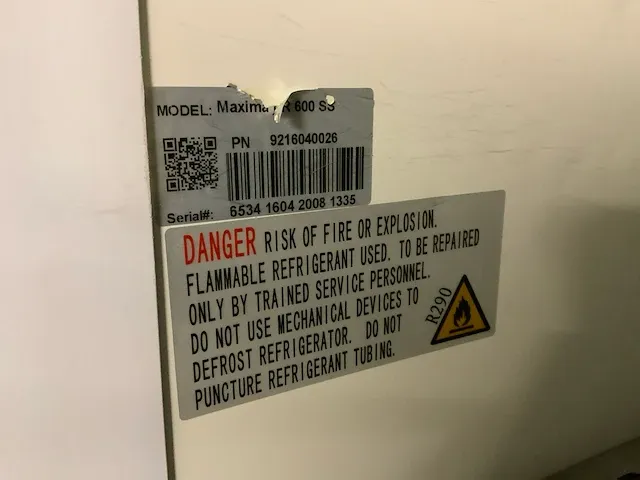 MODEL: Maxima R 600 SS
PN 9216040026
6534 1604 2008 1335
Serial#:
DANGER RISK OF FIRE OR EXPLOSION.
FLAMMABLE REFRIGERANT USED. TO BE REPAIRED
ONLY BY TRAINED SERVICE PERSONNEL.
DO NOT USE MECHANICAL DEVICES TO
DEFROST REFRIGERATOR. DO NOT
PUNCTURE REFRIGERANT TUBING.
R290